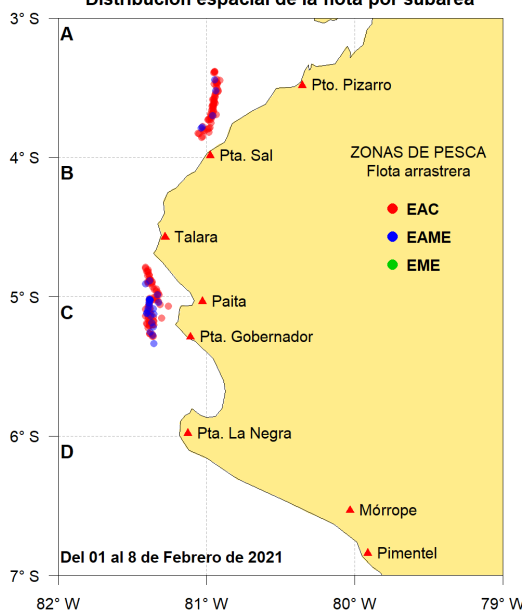 Distribución espacial de la flota por subárea
3° S
A
Pto. Pizarro
4° S
Pta. Sal
ZONAS DE PESCA
Flota arrastrera
B
EAC
Talara
EAME
EME
5° S
Paita
C
Pta. Gobernador
6° S
Pta. La Negra
D
Mórrope
Del 01 al 8 de Febrero de 2021
Pimentel
7° S
82° W
81° W
80° W
79° W